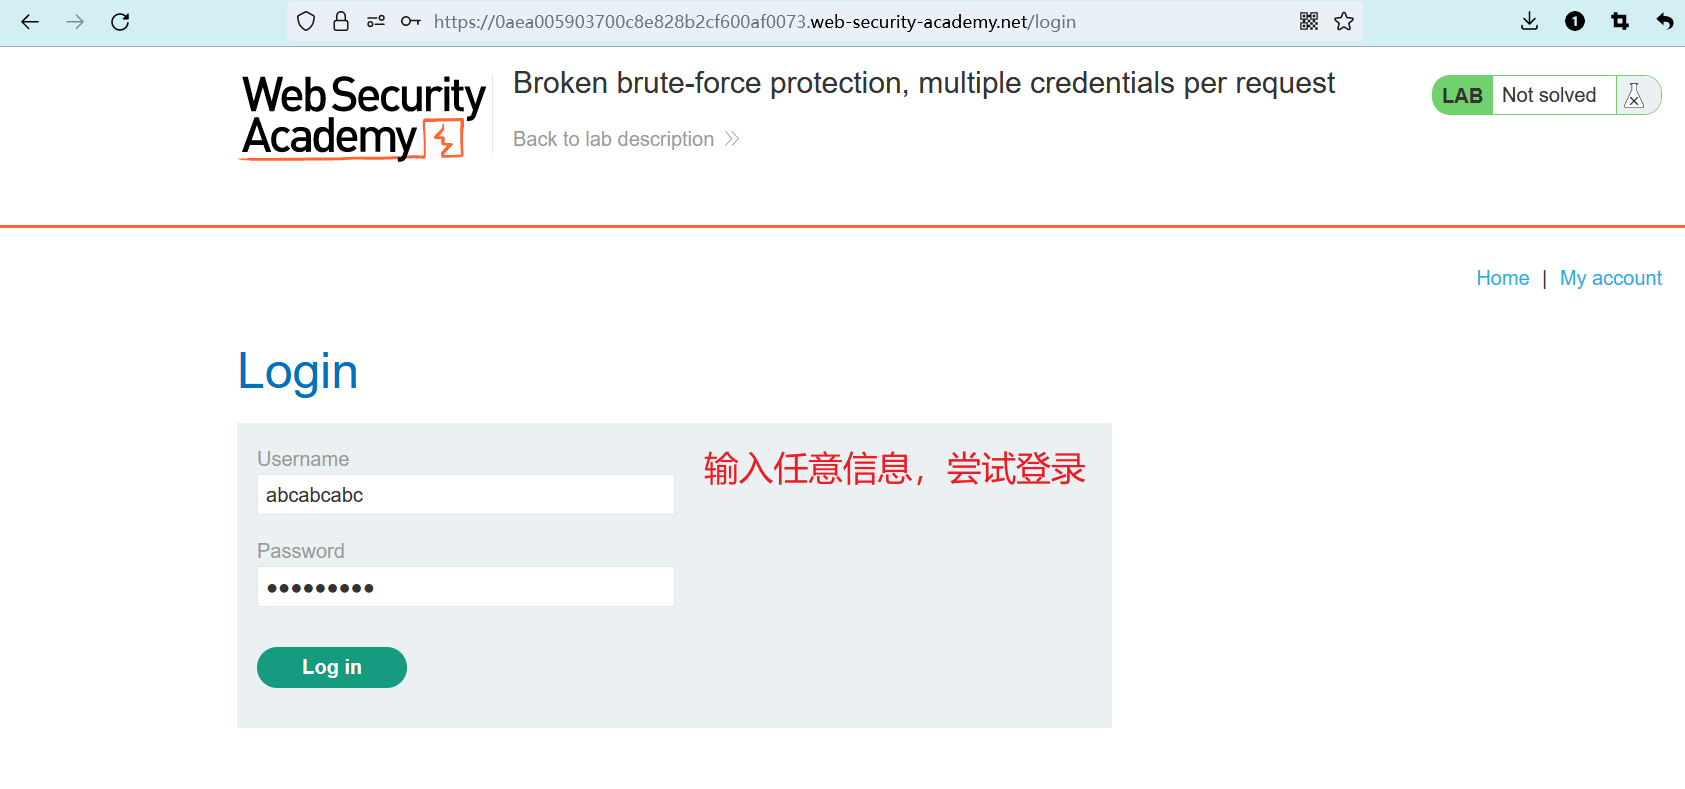 https://0aea005903700c8e828b2cf600af0073.web-security-academy.net/login
1
Web Security
Academy
Broken brute-force protection, multiple credentials per request
Back to lab description
LAB Not solved
Home | My account
Login
Username
输入任意信息，尝试登录
abcabcabc
Password
•••••••••
Log in